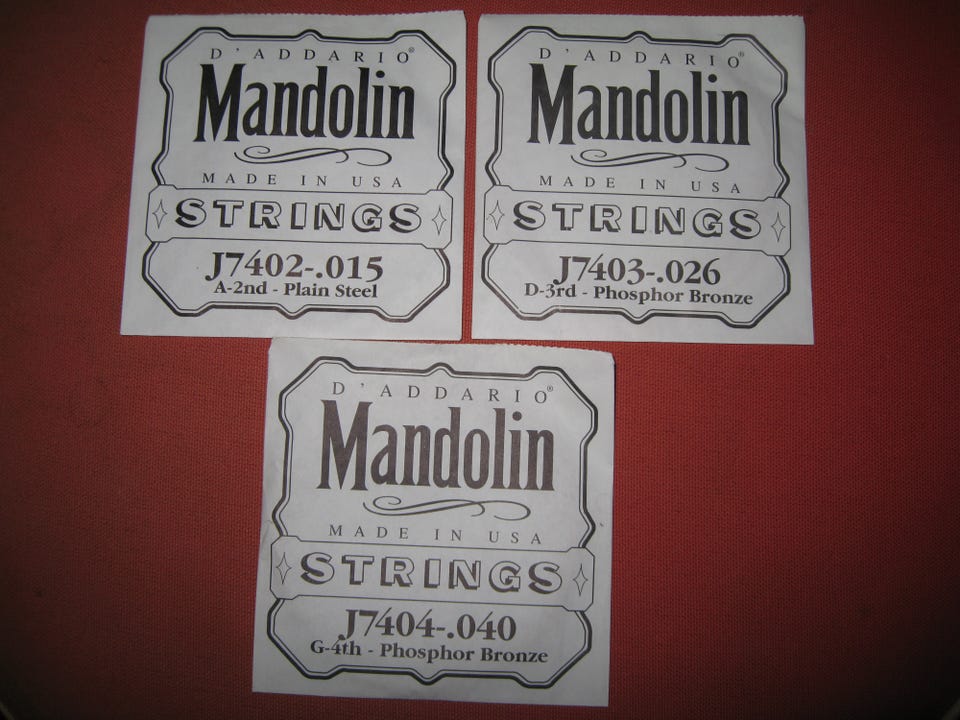 D'ADDARIO®
Mandolin
MADE IN USA
STRINGS
J7402-.015
A-2nd - Plain Steel
D'ADDARIO®
Mandolin
MADE IN USA
STRINGS
J7403-.026
D-3rd - Phosphor Bronze
D'ADDARIO®
Mandolin
MADE IN USA
STRINGS
J7404-.040
G-4th - Phosphor Bronze